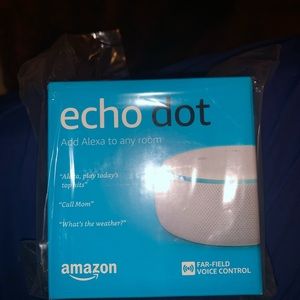 echo dot
Add Alexa to any room
"Alexa, play today's
top hits"
"Call Mom"
"What's the weather?"
amazon
FAR-FIELD
VOICE CONTROL